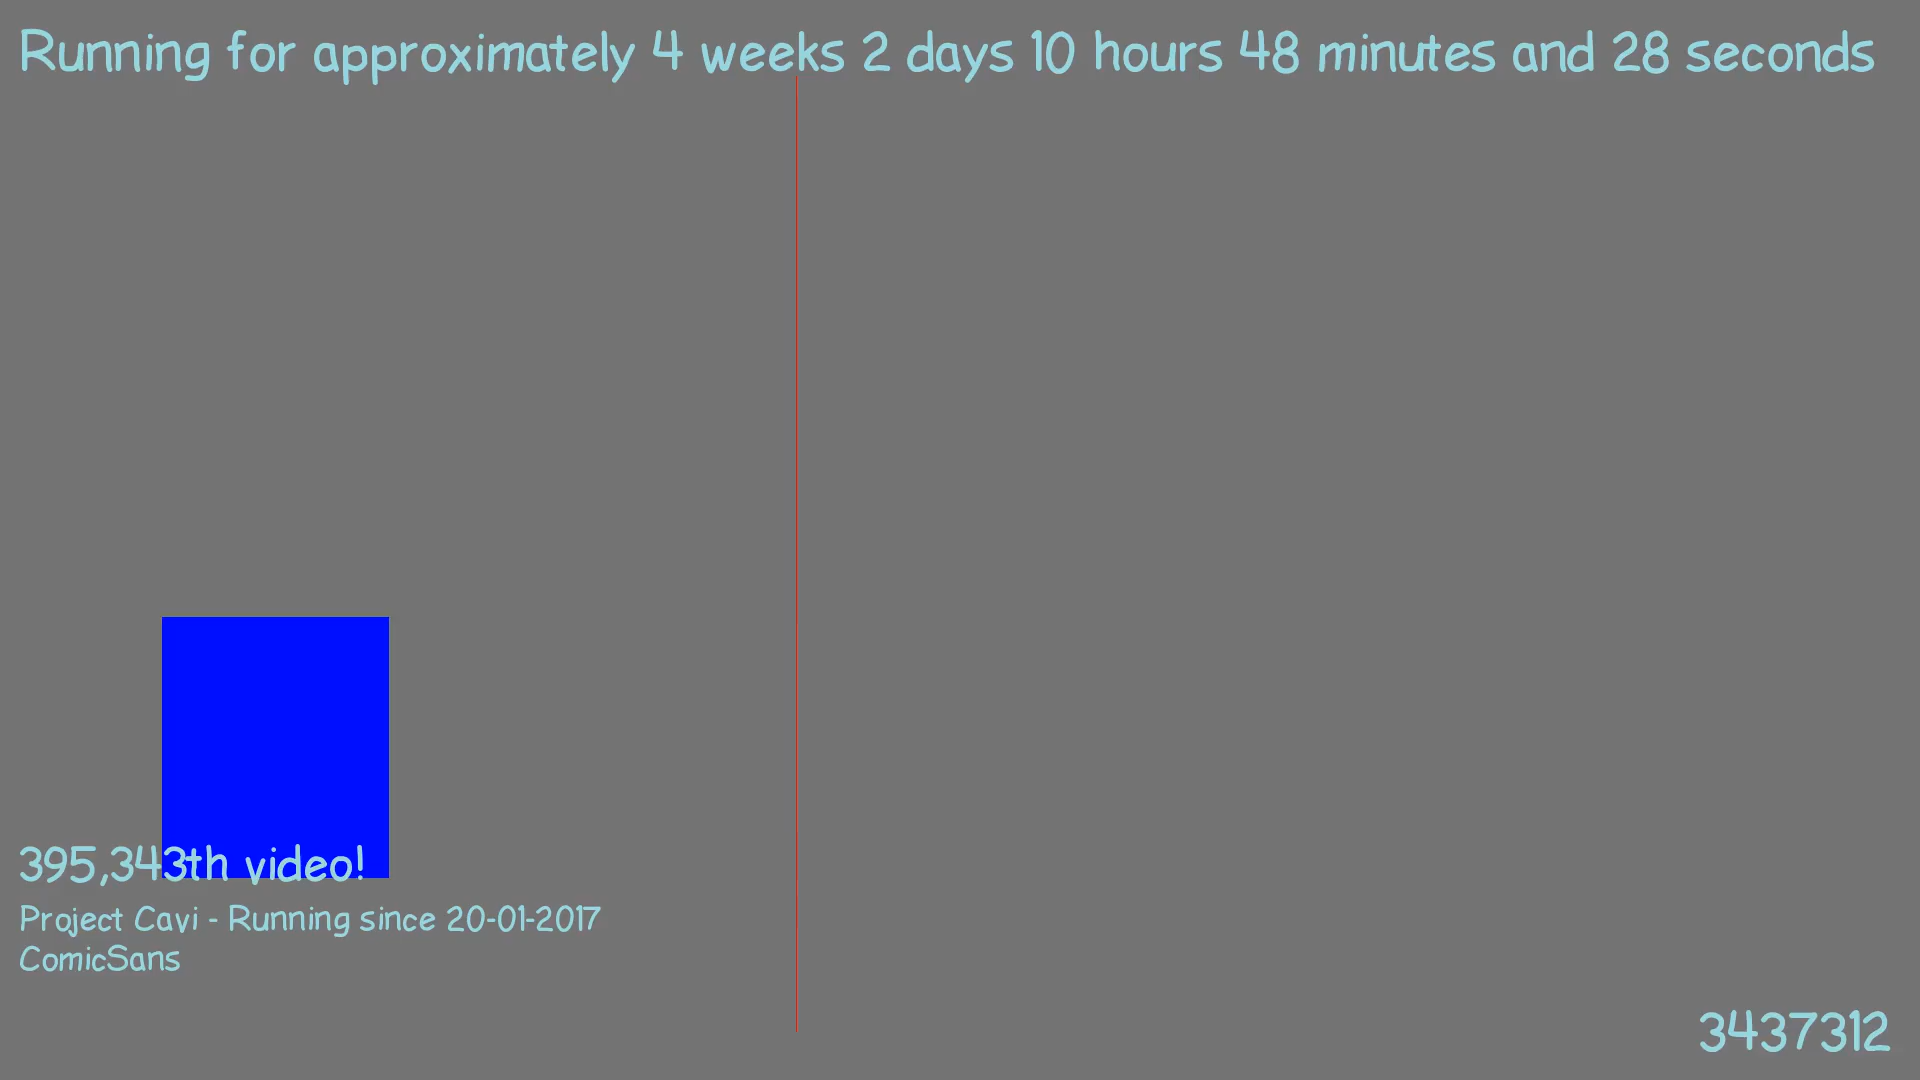 Running for approximately 4 weeks 2 days 10 hours 48 minutes and 28 seconds
395,343th video!
Project Cavi - Running since 20-01-2017
ComicSans
3437312